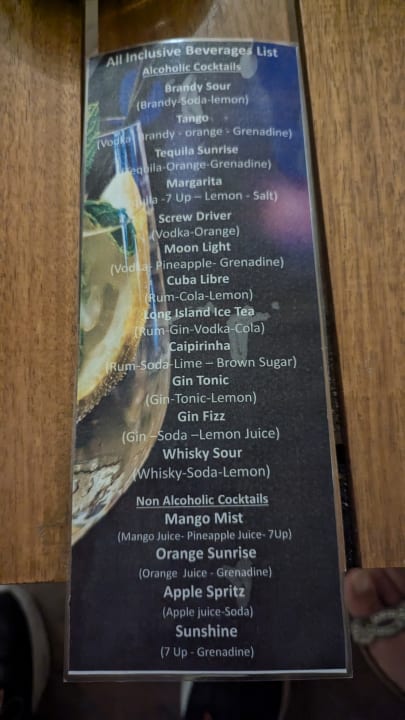 All Inclusive Beverages List
Alcoholic Cocktails
Brandy Sour
(Brandy-Soda-lemon)
Tango
(Vodka Brandy - orange - Grenadine)
Tequila Sunrise
Tequila-Orange-Grenadine)
Margarita
-7 Up – Lemon - Salt)
Screw Driver
(Vodka-Orange)
Moon Light
(Vodka- Pineapple- Grenadine)
Cuba Libre
(Rum-Cola-Lemon)
Long Island Ice Tea
(Rum-Gin-Vodka-Cola)
Caipirinha
(Rum-Soda-Lime – Brown Sugar)
Gin Tonic
(Gin-Tonic-Lemon)
Gin Fizz
(Gin –Soda –Lemon Juice)
Whisky Sour
(Whisky-Soda-Lemon)
Non Alcoholic Cocktails
Mango Mist
(Mango Juice- Pineapple Juice- 7Up)
Orange Sunrise
(Orange Juice - Grenadine)
Apple Spritz
(Apple juice-Soda)
Sunshine
(7 Up - Grenadine)